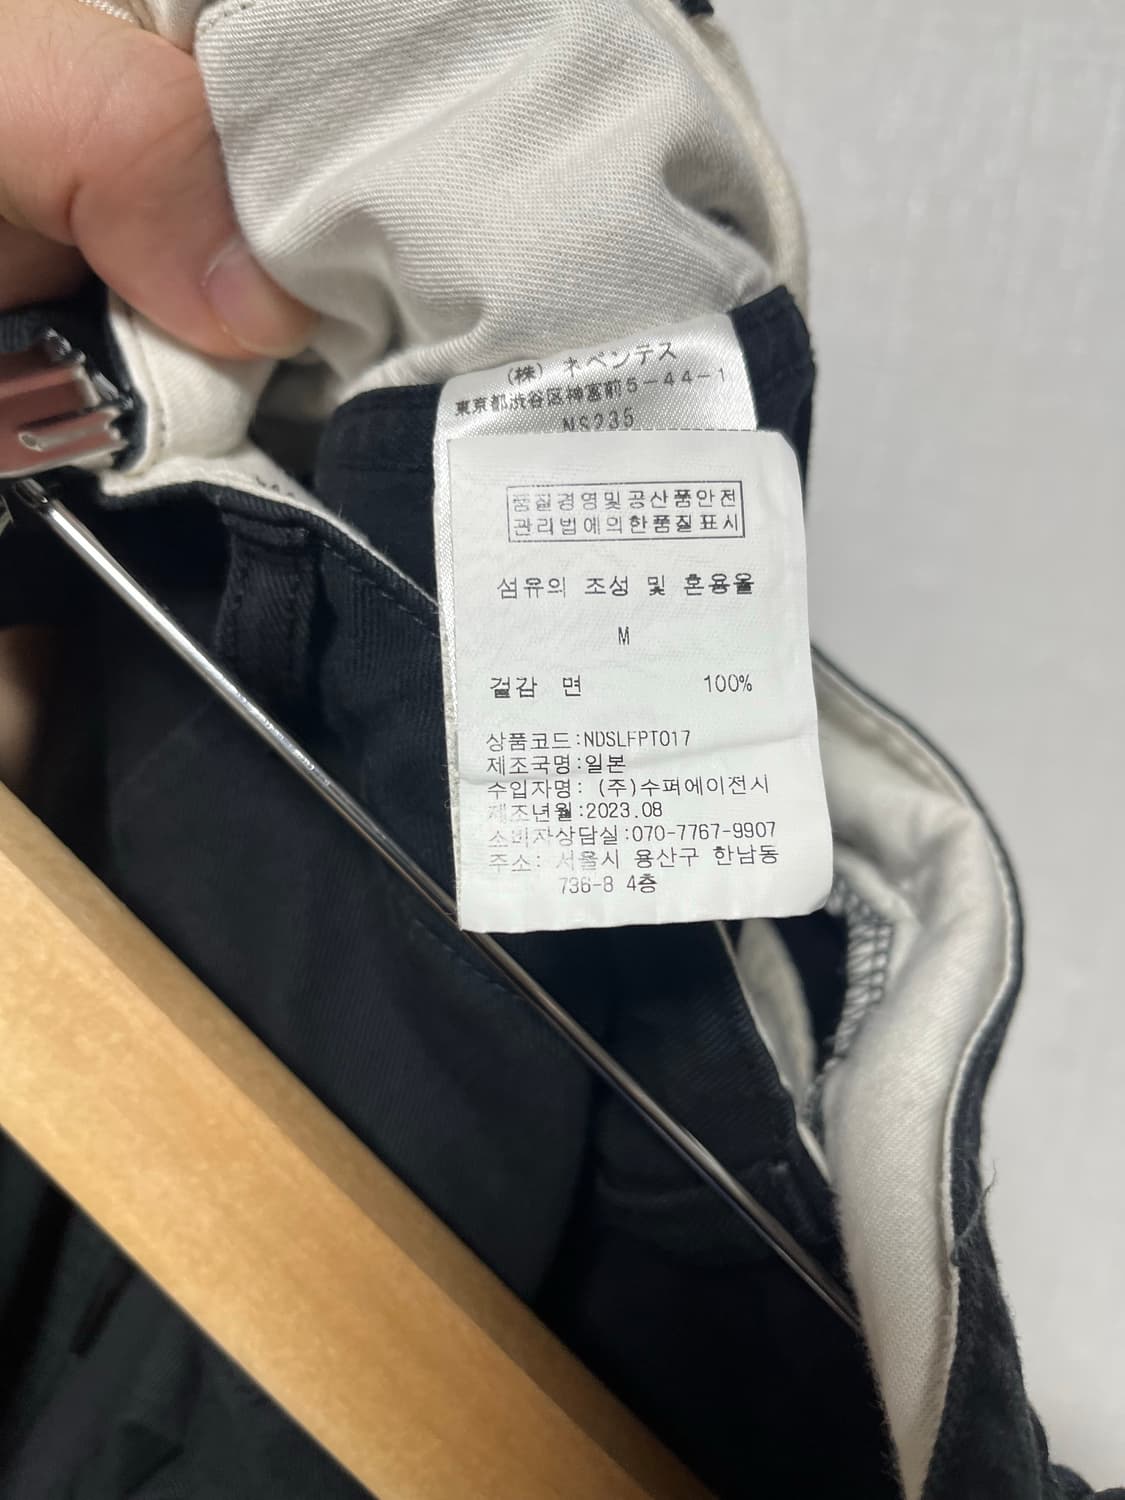 (株) ネペンテス
東京都渋谷区神宮前5-44-1
NS235
품질경영및공산품안전
관리법에의한품질표시
섬유의 조성 및 혼용율
M
겉감 면 100%
상품코드:NDSLFPT017
제조국명:일본
수입자명: (주)수퍼에이전시
제조년월:2023.08
소비자상담실:070-7767-9907
주소: 서울시 용산구 한남동
736-8 4층